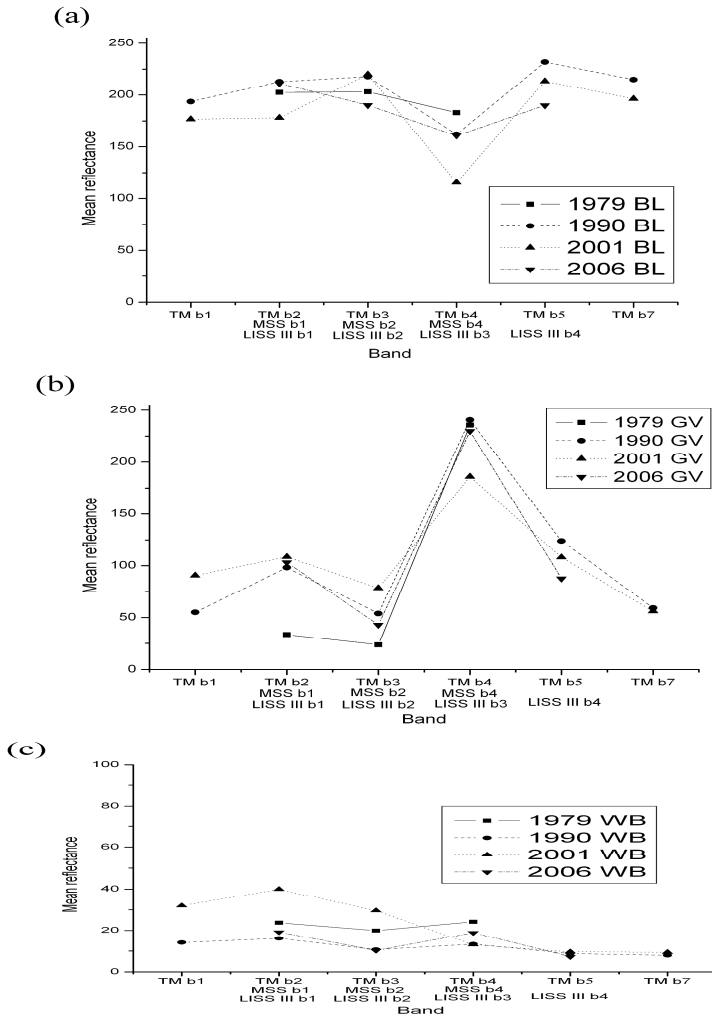 (a)
250
200
150
100
50
0
Mean reflectance
1979 BL
1990 BL
2001 BL
2006 BL
TM b1
TM b2
MSS b1
LISS III b1
TM b3
MSS b2
LISS III b2
TM b4
MSS b4
LISS III b3
TM b5
LISS III b4
TM b7
Band
(b)
250
200
150
100
50
0
Mean reflectance
1979 GV
1990 GV
2001 GV
2006 GV
TM b1
TM b2
MSS b1
LISS III b1
TM b3
MSS b2
LISS III b2
TM b4
MSS b4
LISS III b3
TM b5
LISS III b4
TM b7
Band
(c)
100
80
60
40
20
0
Mean reflectance
1979 WB
1990 WB
2001 WB
2006 WB
TM b1
TM b2
MSS b1
LISS III b1
TM b3
MSS b2
LISS III b2
TM b4
MSS b4
LISS III b3
TM b5
LISS III b4
TM b7
Band